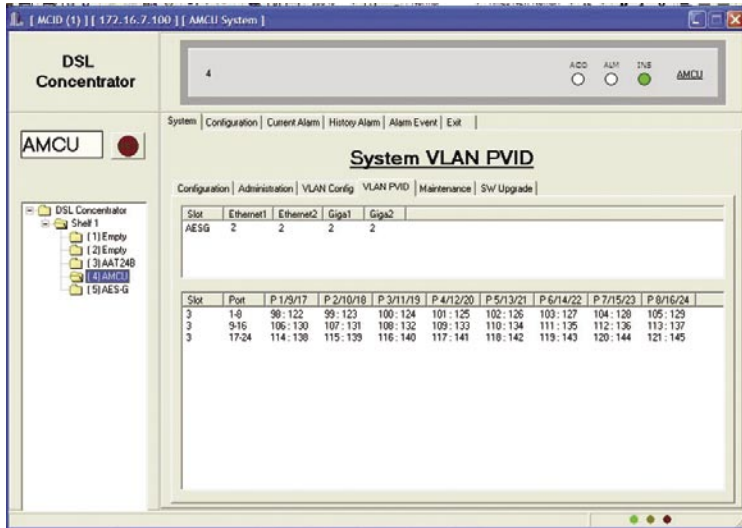 [ MCID (1) ] [ 172.16.7.100 ] [ AMCU System ]
DSL
Concentrator
4
ACO ALM INS
AMCU
AMCU
System Configuration Current Alarm History Alarm Alarm Event Exit
System VLAN PVID
Configuration Administration VLAN Config VLAN PVID Maintenance SW Upgrade
DSL Concentrator
Shelf 1
(1) Empty
(2) Empty
(3) AAT24B
(4) AMCU
(5) AES-G
Slot Ethernet1 Ethernet2 Giga1 Giga2
AESG 2 2 2 2
Slot Port P 1/9/17 P 2/10/18 P 3/11/19 P 4/12/20 P 5/13/21 P 6/14/22 P 7/15/23 P 8/16/24
3 1-8 98 : 122 99 : 123 100 : 124 101 : 125 102 : 126 103 : 127 104 : 128 105 : 129
3 9-16 106 : 130 107 : 131 108 : 132 109 : 133 110 : 134 111 : 135 112 : 136 113 : 137
3 17-24 114 : 138 115 : 139 116 : 140 117 : 141 118 : 142 119 : 143 120 : 144 121 : 145